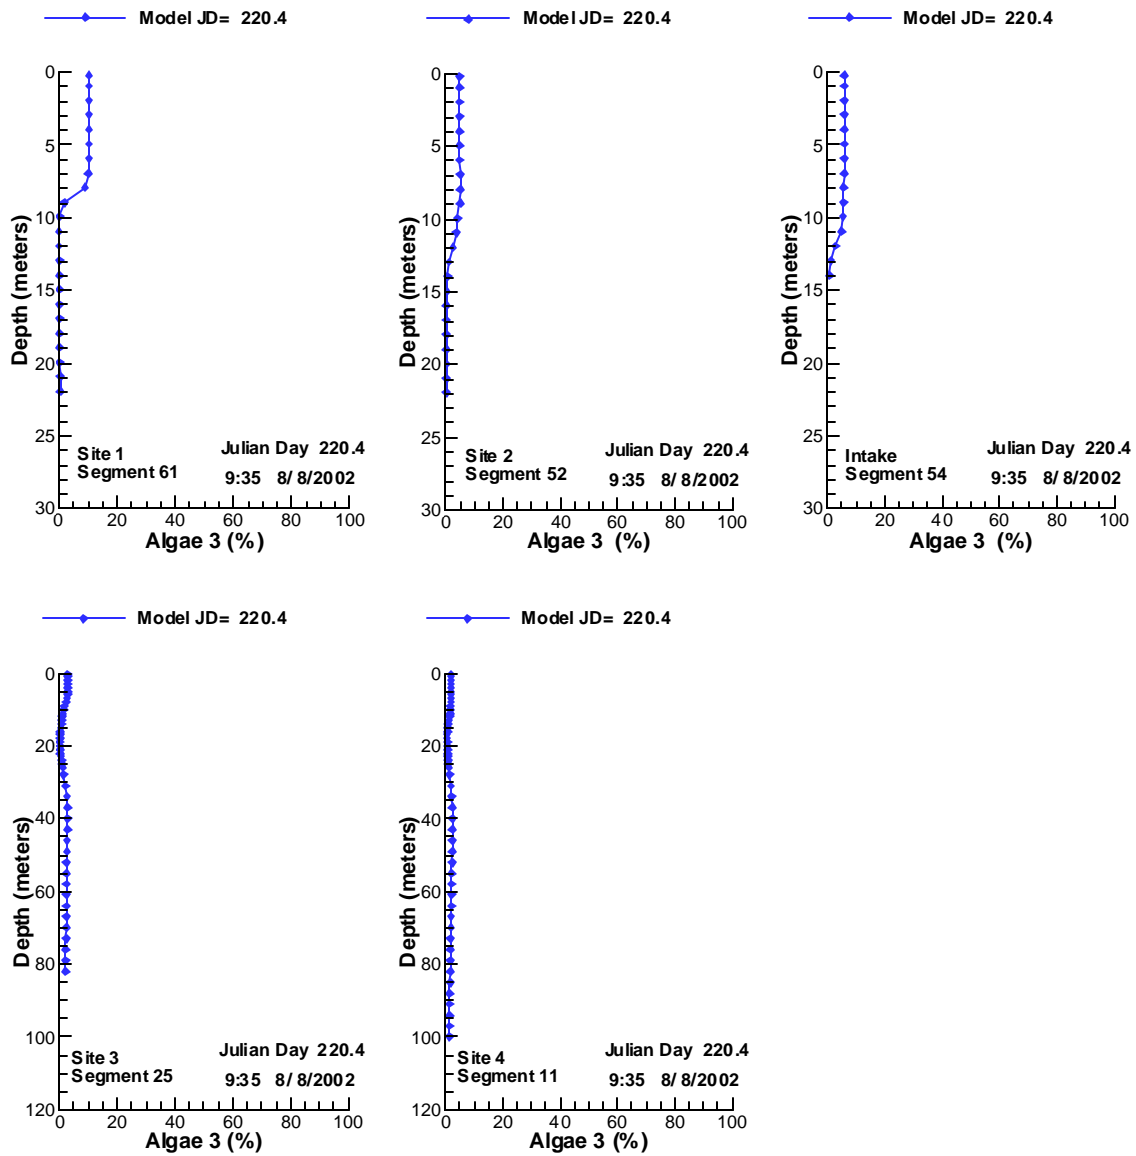 Model JD= 220.4
0
5
10
15
20
25
30
Depth (meters)
Site 1
Segment 61
Julian Day 220.4
9:35 8/ 8/2002
0 20 40 60 80 100
Algae 3 (%)
Model JD= 220.4
0
5
10
15
20
25
30
Depth (meters)
Site 2
Segment 52
Julian Day 220.4
9:35 8/ 8/2002
0 20 40 60 80 100
Algae 3 (%)
Model JD= 220.4
0
5
10
15
20
25
30
Depth (meters)
Intake
Segment 54
Julian Day 220.4
9:35 8/ 8/2002
0 20 40 60 80 100
Algae 3 (%)
Model JD= 220.4
0
20
40
60
80
100
120
Depth (meters)
Site 3
Segment 25
Julian Day 220.4
9:35 8/ 8/2002
0 20 40 60 80 100
Algae 3 (%)
Model JD= 220.4
0
20
40
60
80
100
120
Depth (meters)
Site 4
Segment 11
Julian Day 220.4
9:35 8/ 8/2002
0 20 40 60 80 100
Algae 3 (%)